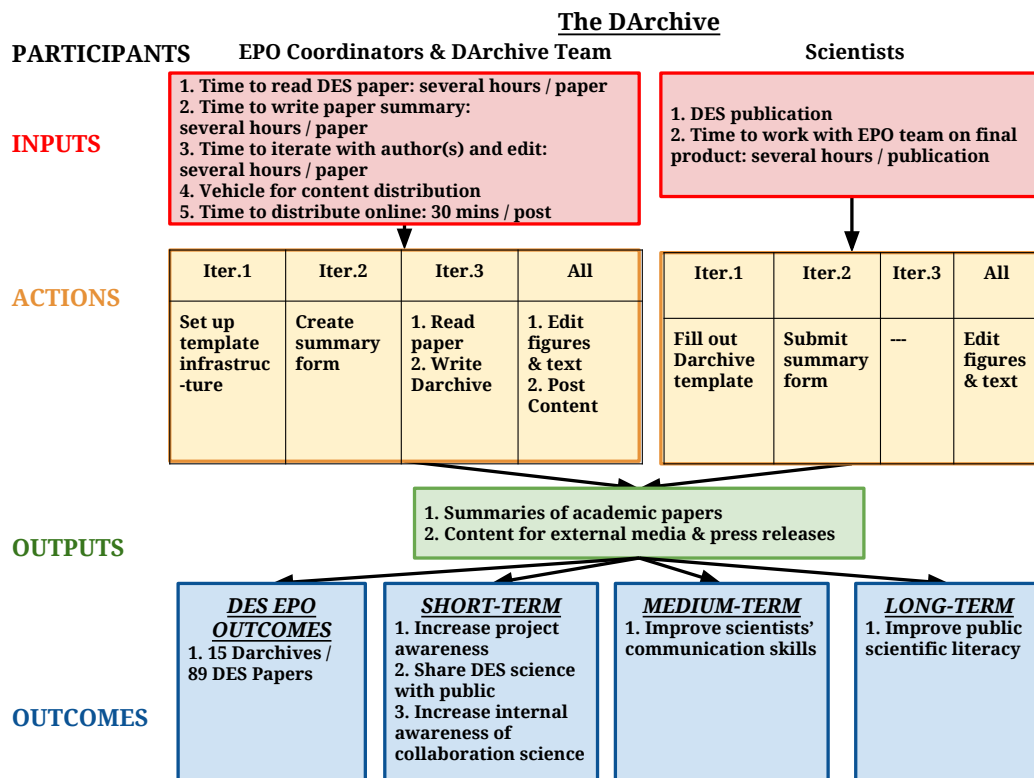 The DArchive
PARTICIPANTS
EPO Coordinators & DArchive Team
Scientists
INPUTS
1. Time to read DES paper: several hours / paper
2. Time to write paper summary:
several hours / paper
3. Time to iterate with author(s) and edit:
several hours / paper
4. Vehicle for content distribution
5. Time to distribute online: 30 mins / post
1. DES publication
2. Time to work with EPO team on final
product: several hours / publication
ACTIONS
Iter.1
Iter.2
Iter.3
All
Set up
template
infrastruc
-ture
Create
summary
form
1. Read
paper
2. Write
Darchive
1. Edit
figures
& text
2. Post
Content
Iter.1
Iter.2
Iter.3
All
Fill out
Darchive
template
Submit
summary
form
---
Edit
figures
& text
OUTPUTS
1. Summaries of academic papers
2. Content for external media & press releases
OUTCOMES
DES EPO
OUTCOMES
1. 15 Darchives /
89 DES Papers
SHORT-TERM
1. Increase project
awareness
2. Share DES science
with public
3. Increase internal
awareness of
collaboration science
MEDIUM-TERM
1. Improve scientists’
communication skills
LONG-TERM
1. Improve public
scientific literacy